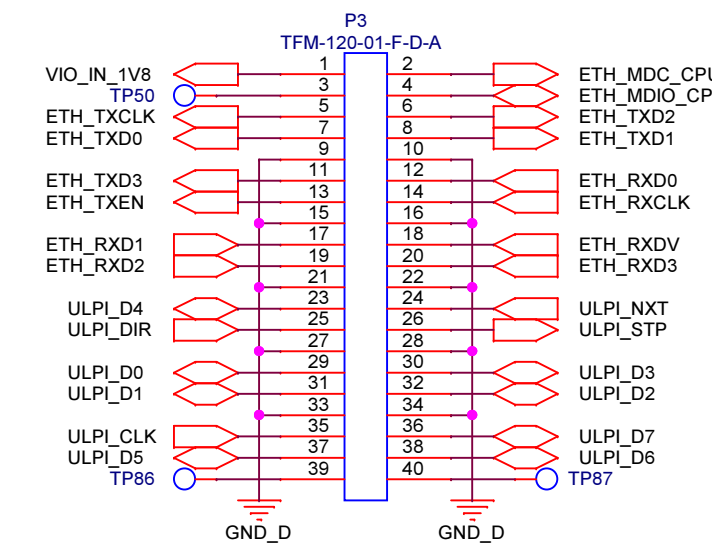 P3
TFM-120-01-F-D-A
VIO_IN_1V8 1 2 ETH_MDC_CPU
TP50 3 4 ETH_MDIO_CP
ETH_TXCLK 5 6 ETH_TXD2
ETH_TXD0 7 8 ETH_TXD1
9 10
ETH_TXD3 11 12 ETH_RXD0
ETH_TXEN 13 14 ETH_RXCLK
15 16
ETH_RXD1 17 18 ETH_RXDV
ETH_RXD2 19 20 ETH_RXD3
21 22
ULPI_D4 23 24 ULPI_NXT
ULPI_DIR 25 26 ULPI_STP
27 28
ULPI_D0 29 30 ULPI_D3
ULPI_D1 31 32 ULPI_D2
33 34
ULPI_CLK 35 36 ULPI_D7
ULPI_D5 37 38 ULPI_D6
TP86 39 40 TP87
GND_D GND_D